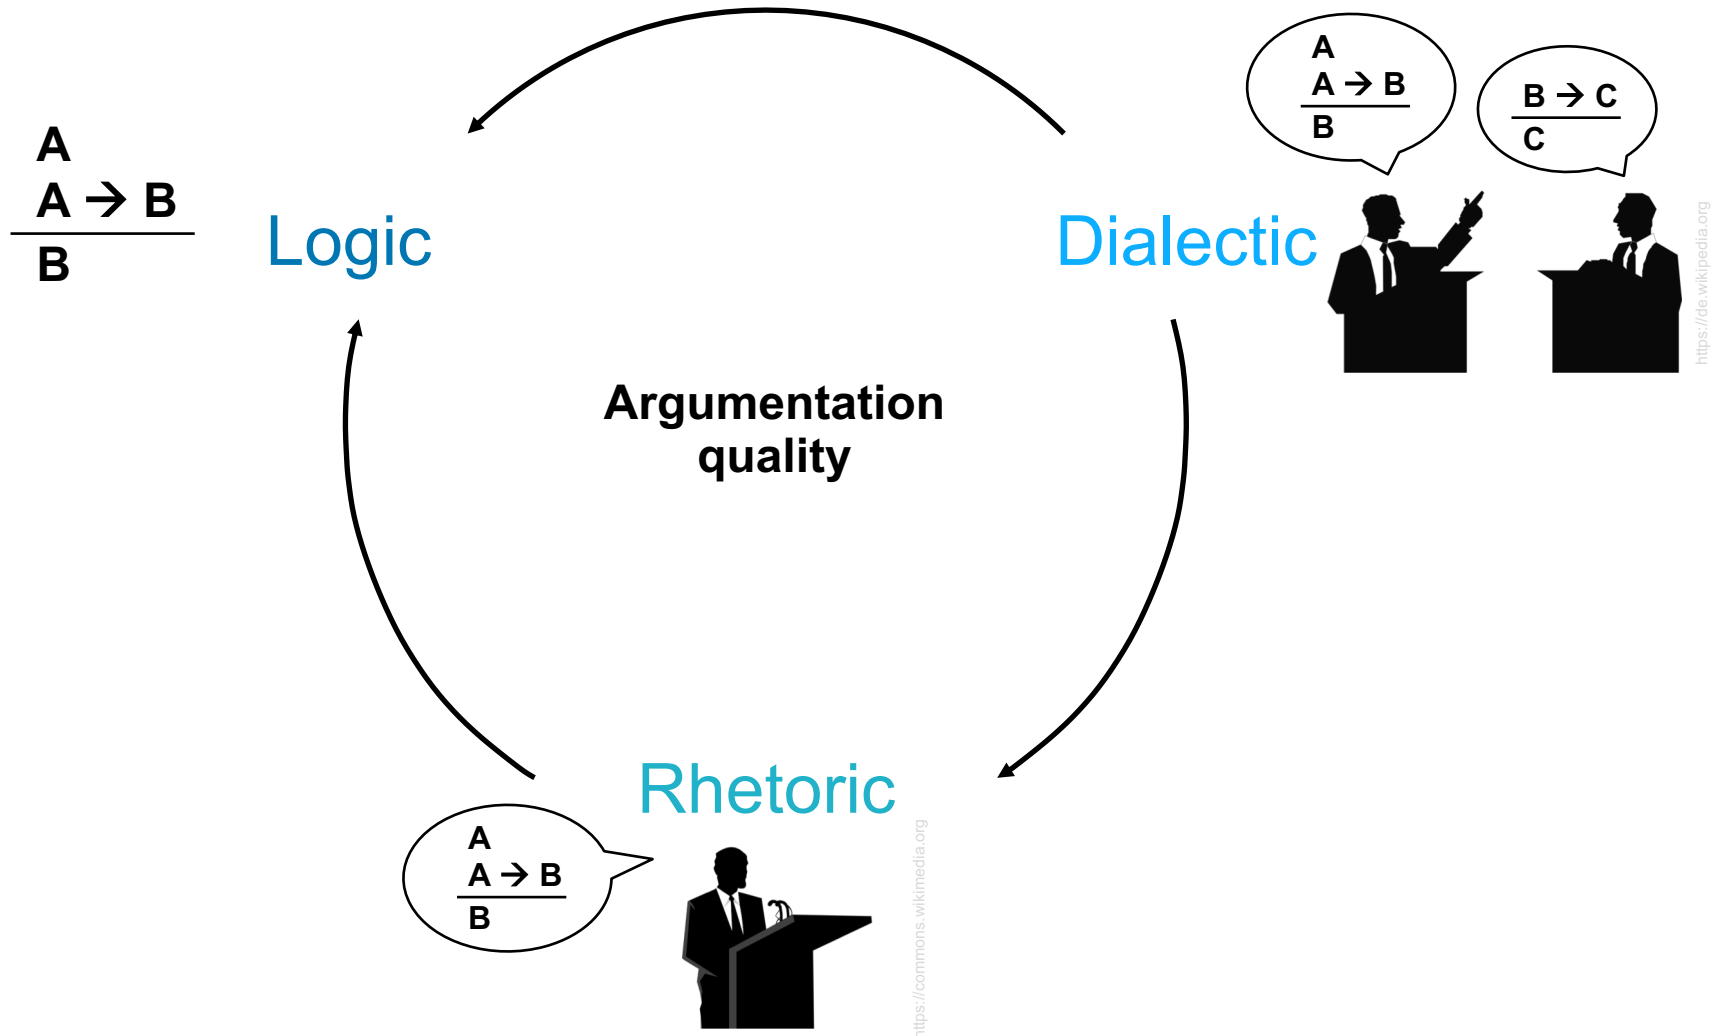 A
A → B
B
Logic
Dialectic
A
A → B
B
B → C
C
https://de.wikipedia.org
Argumentation
quality
Rhetoric
A
A → B
B
https://commons.wikimedia.org